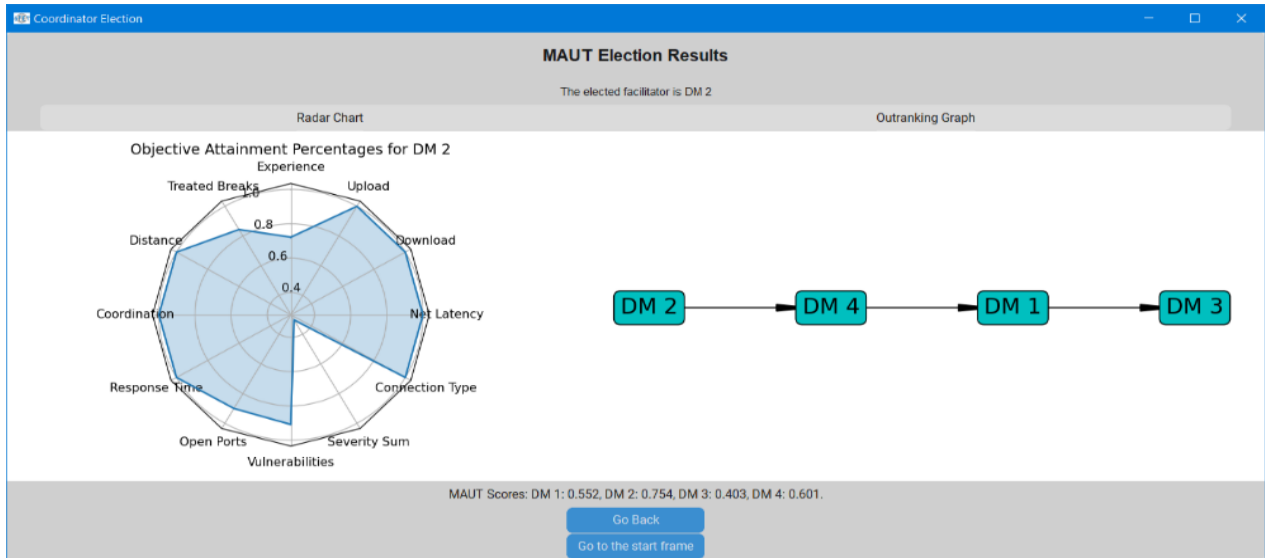 Coordinator Election
MAUT Election Results
The elected facilitator is DM 2
Radar Chart
Outranking Graph
Objective Attainment Percentages for DM 2
Experience
Treated Breaks
1.0
Upload
Distance
0.8
Download
0.6
0.4
Coordination
Net Latency
DM 2
DM 4
DM 1
DM 3
Response Time
Connection Type
Open Ports
Severity Sum
Vulnerabilities
MAUT Scores: DM 1: 0.552, DM 2: 0.754, DM 3: 0.403, DM 4: 0.601.
Go Back
Go to the start frame